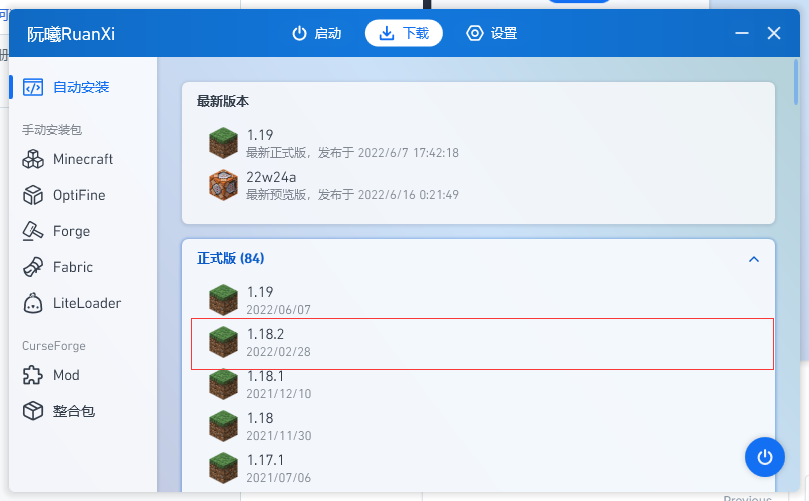 阮曦RuanXi
启动
下载
设置
自动安装
手动安装包
Minecraft
OptiFine
Forge
Fabric
LiteLoader
CurseForge
Mod
整合包
最新版本
1.19
最新正式版，发布于 2022/6/7 17:42:18
22w24a
最新预览版，发布于 2022/6/16 0:21:49
正式版 (84)
1.19
2022/06/07
1.18.2
2022/02/28
1.18.1
2021/12/10
1.18
2021/11/30
1.17.1
2021/07/06
Previous